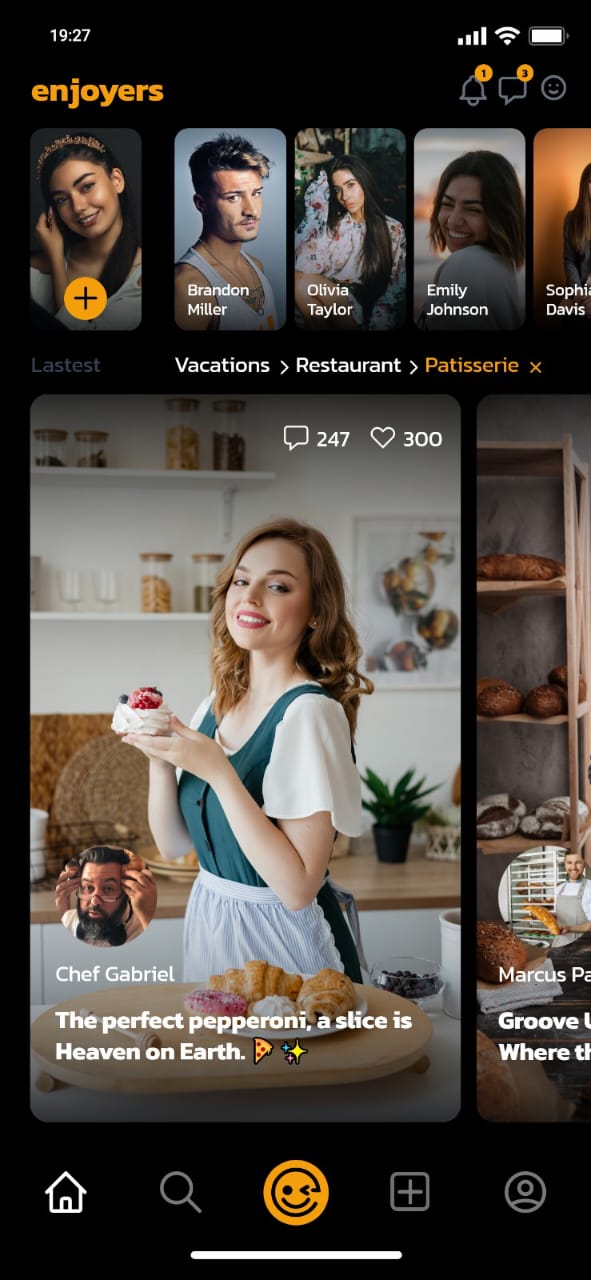 19:27
enjoyers
1
3
Brandon
Miller
Olivia
Taylor
Emily
Johnson
Sophia
Davis
Lastest
Vacations > Restaurant > Patisserie ×
247
300
Chef Gabriel
The perfect pepperoni, a slice is
Heaven on Earth. 🍕 ✨
Marcus Pa
Groove U
Where th